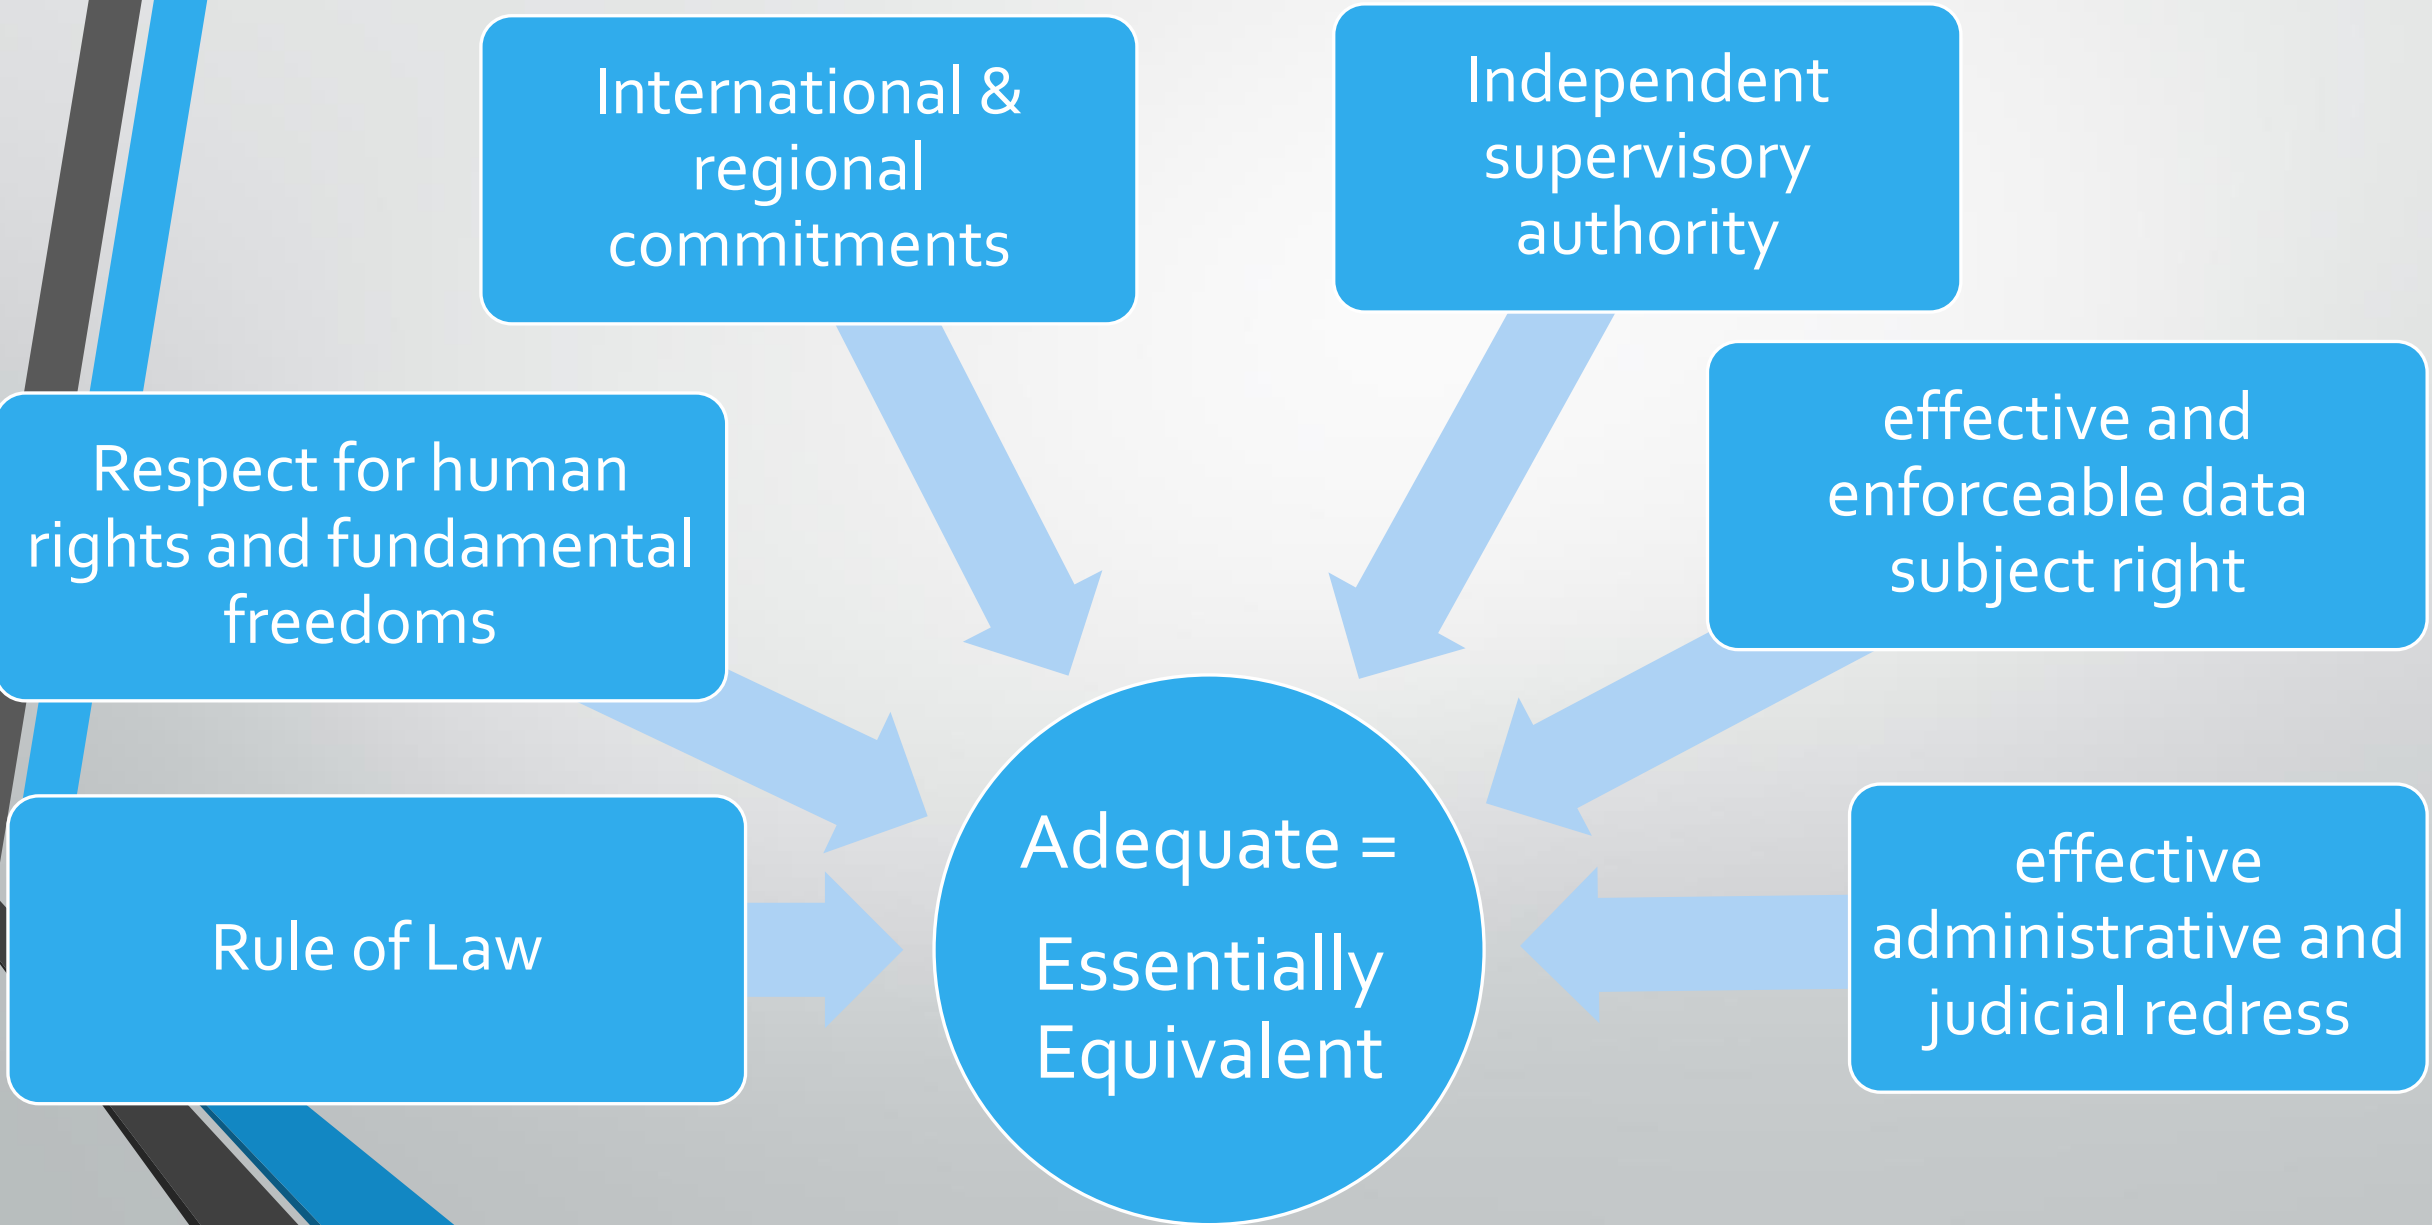 International &
regional
commitments
Independent
supervisory
authority
Respect for human
rights and fundamental
freedoms
effective and
enforceable data
subject right
Rule of Law
Adequate =
Essentially
Equivalent
effective
administrative and
judicial redress